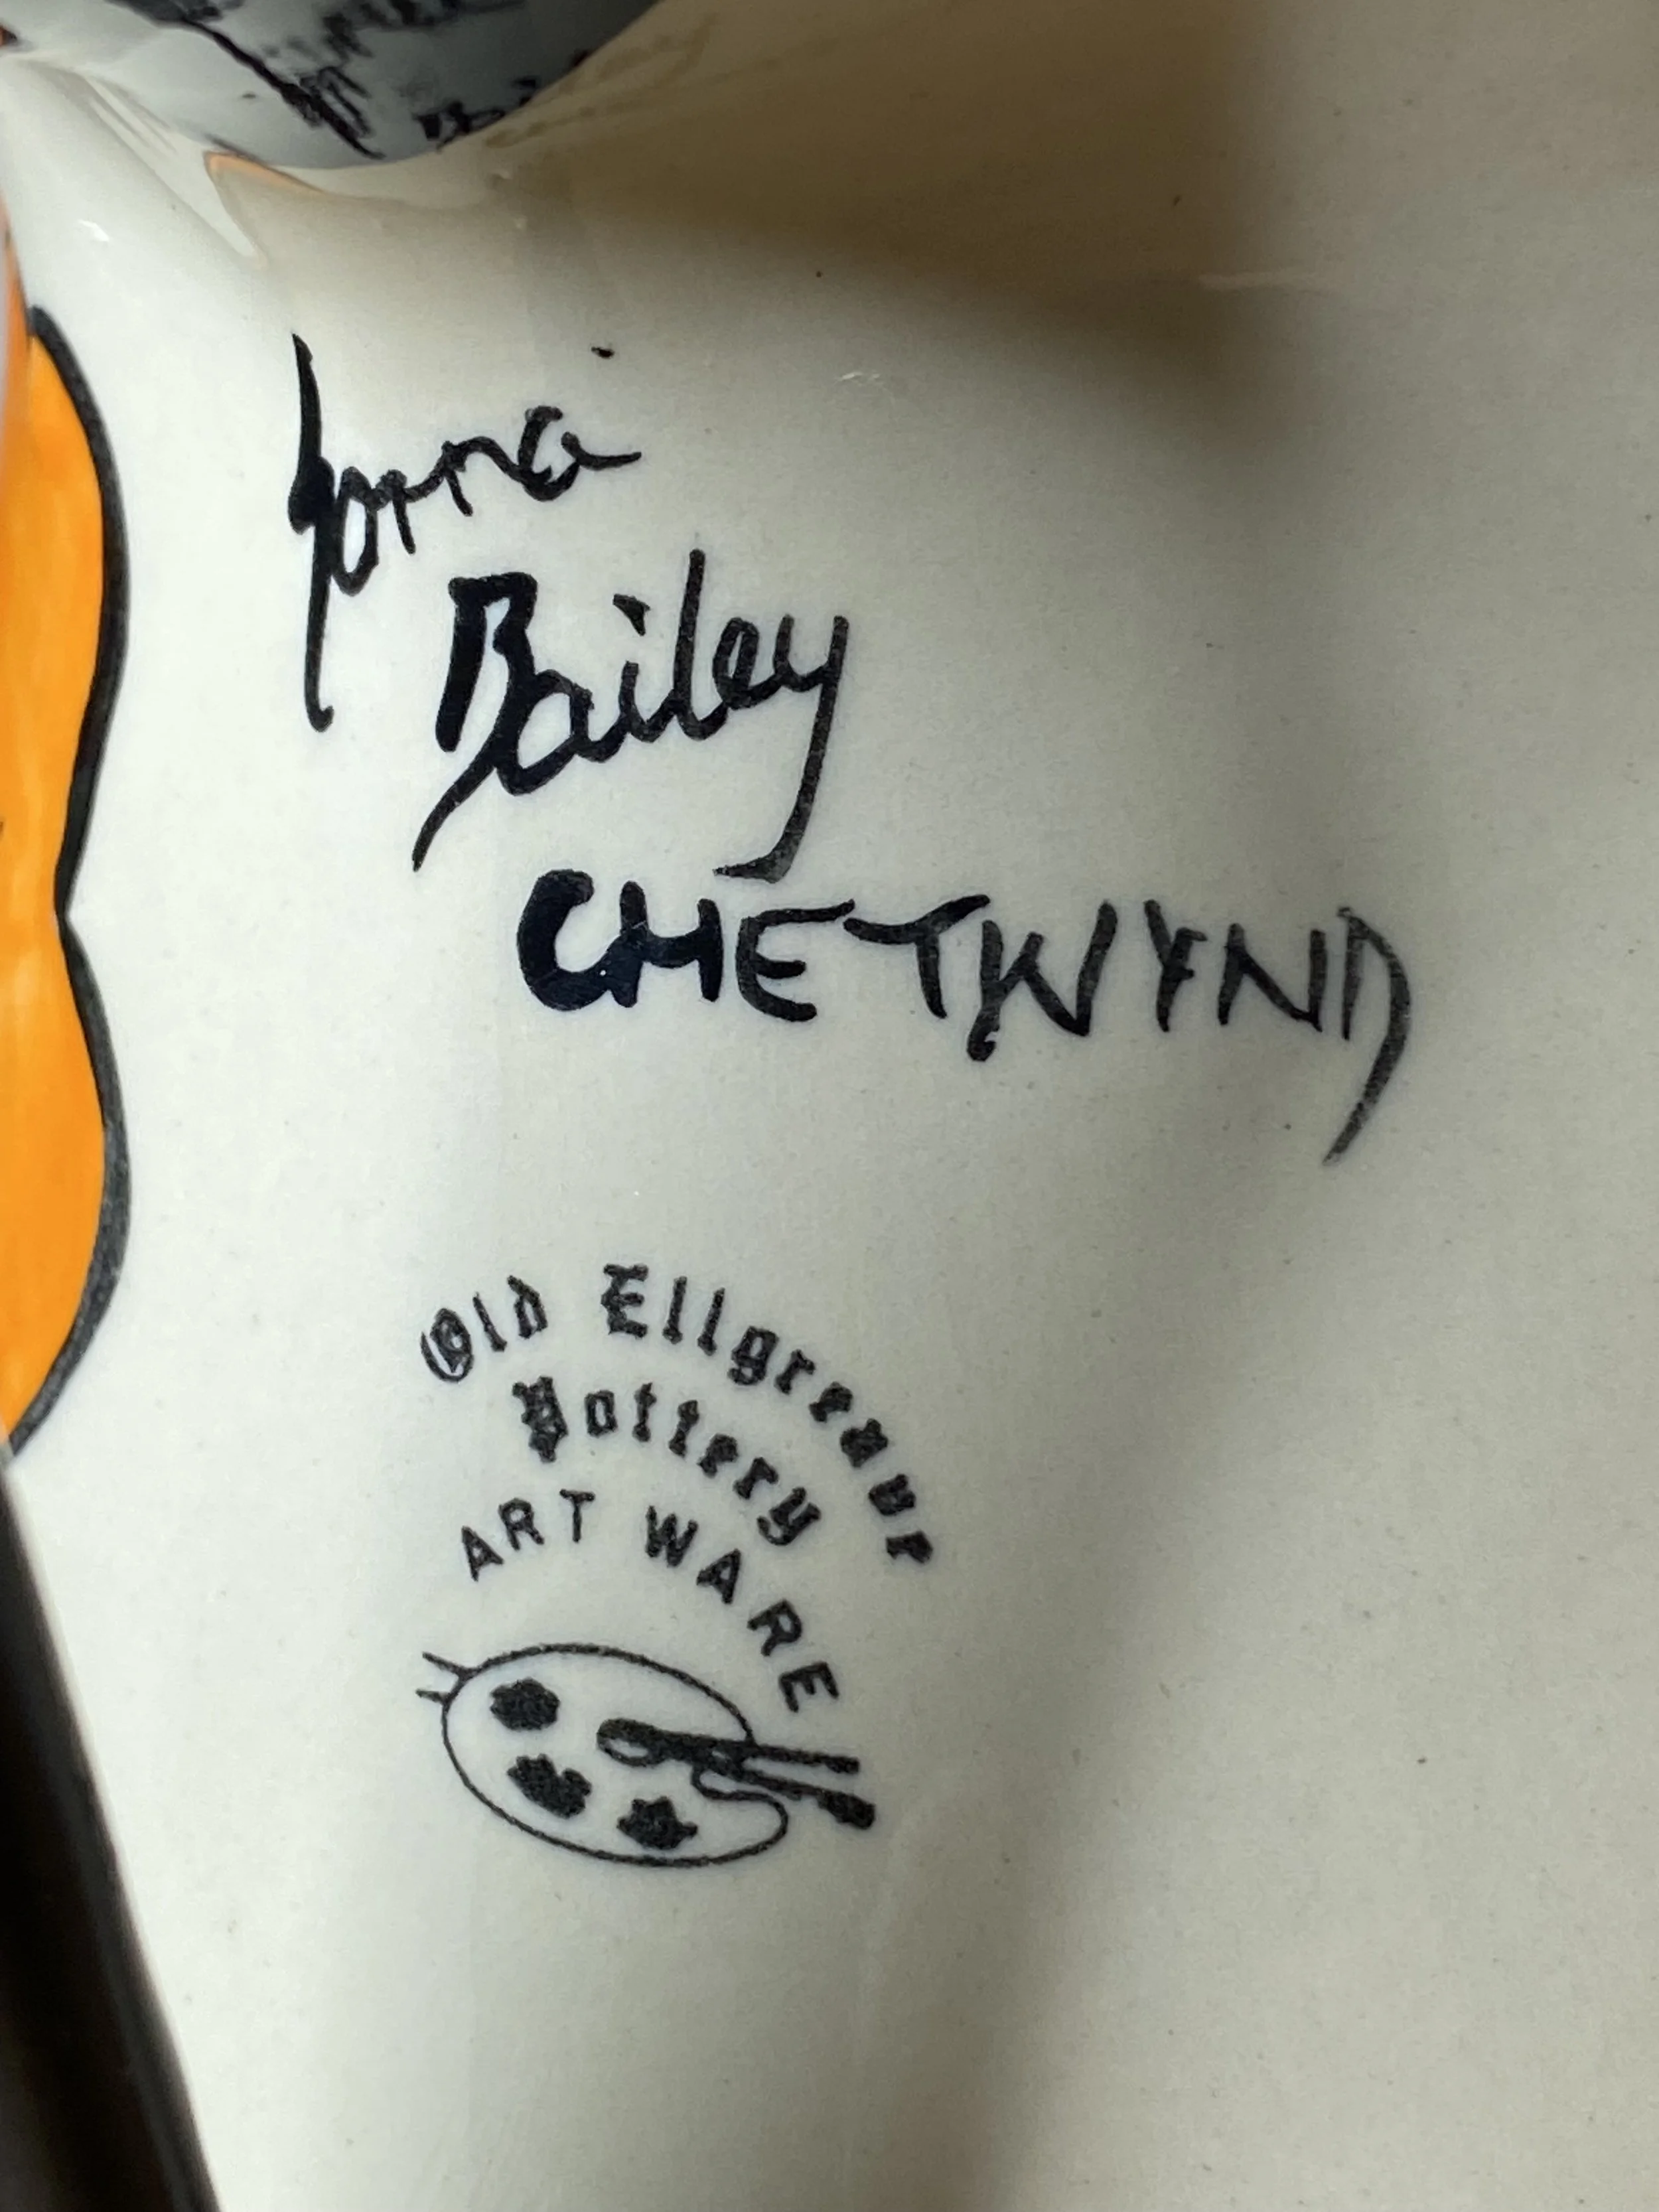 Lorna
Bailey
CHETWYND
Old Ellgreave
Pottery
ART WARE